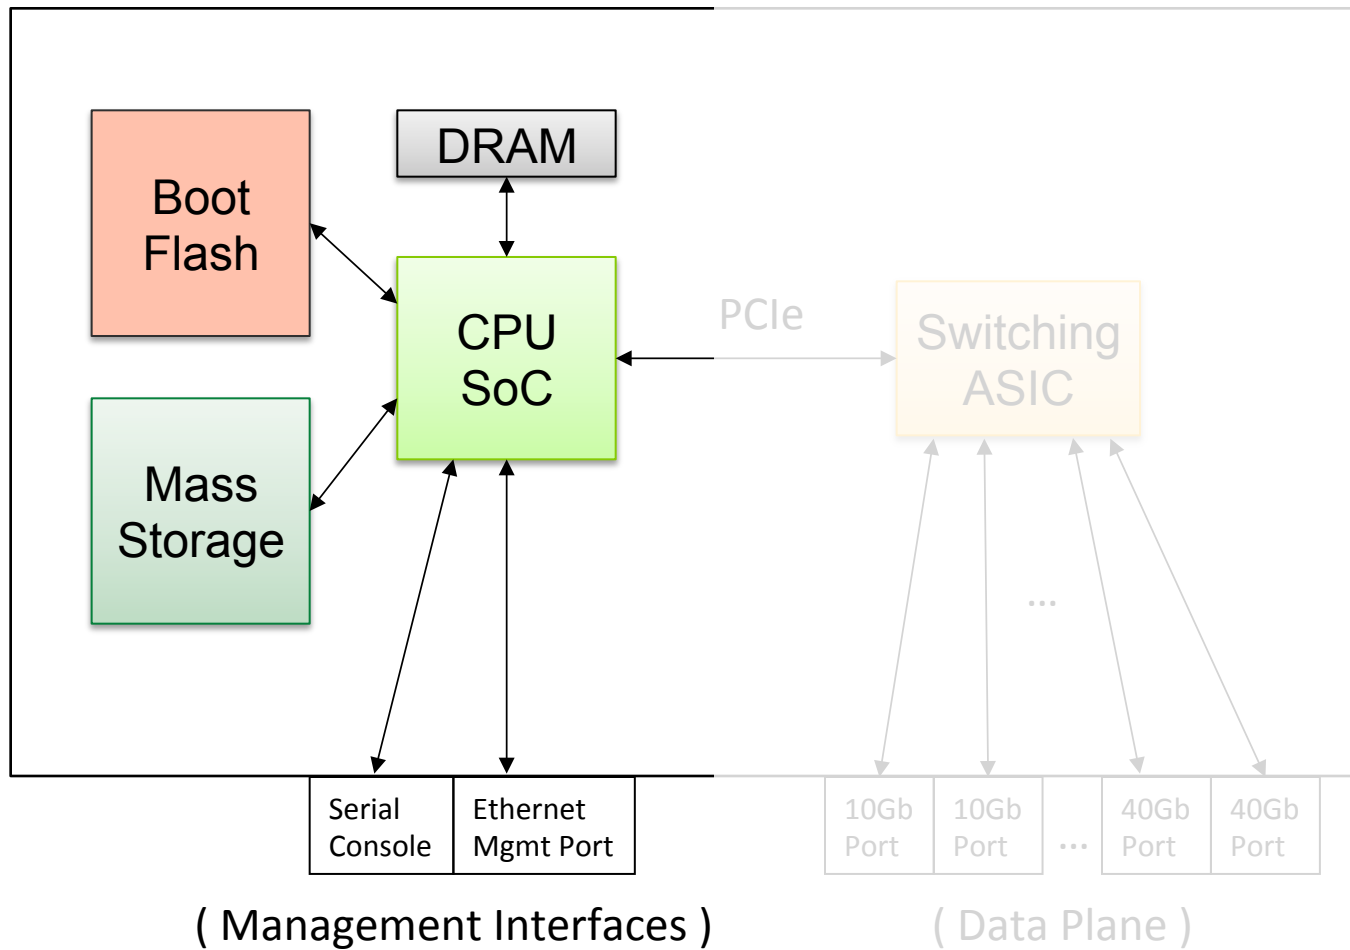 DRAM
Boot
Flash
CPU
SoC
PCIe
Switching
ASIC
Mass
Storage
...
Serial
Console
Ethernet
Mgmt Port
10Gb
Port
10Gb
Port
...
40Gb
Port
40Gb
Port
( Management Interfaces )
( Data Plane )